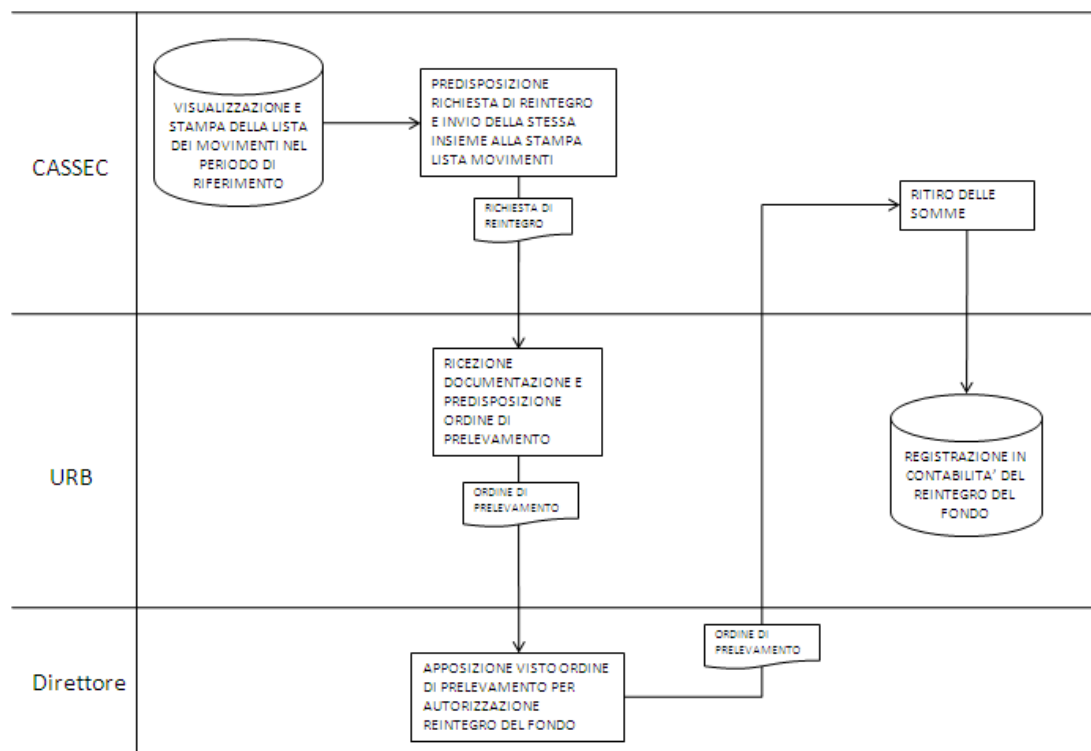 CASSEC
VISUALIZZAZIONE E
STAMPA DELLA LISTA
DEI MOVIMENTI NEL
PERIODO DI
RIFERIMENTO
PREDISPOSIZIONE
RICHIESTA DI REINTEGRO
E INVIO DELLA STESSA
INSIEME ALLA STAMPA
LISTA MOVIMENTI
RICHIESTA DI
REINTEGRO
RITIRO DELLE
SOMME
URB
RICEZIONE
DOCUMENTAZIONE E
PREDISPOSIZIONE
ORDINE DI
PRELEVAMENTO
ORDINE DI
PRELEVAMENTO
REGISTRAZIONE IN
CONTABILITA' DEL
REINTEGRO DEL
FONDO
Direttore
APPOSIZIONE VISTO ORDINE
DI PRELEVAMENTO PER
AUTORIZZAZIONE
REINTEGRO DEL FONDO
ORDINE DI
PRELEVAMENTO